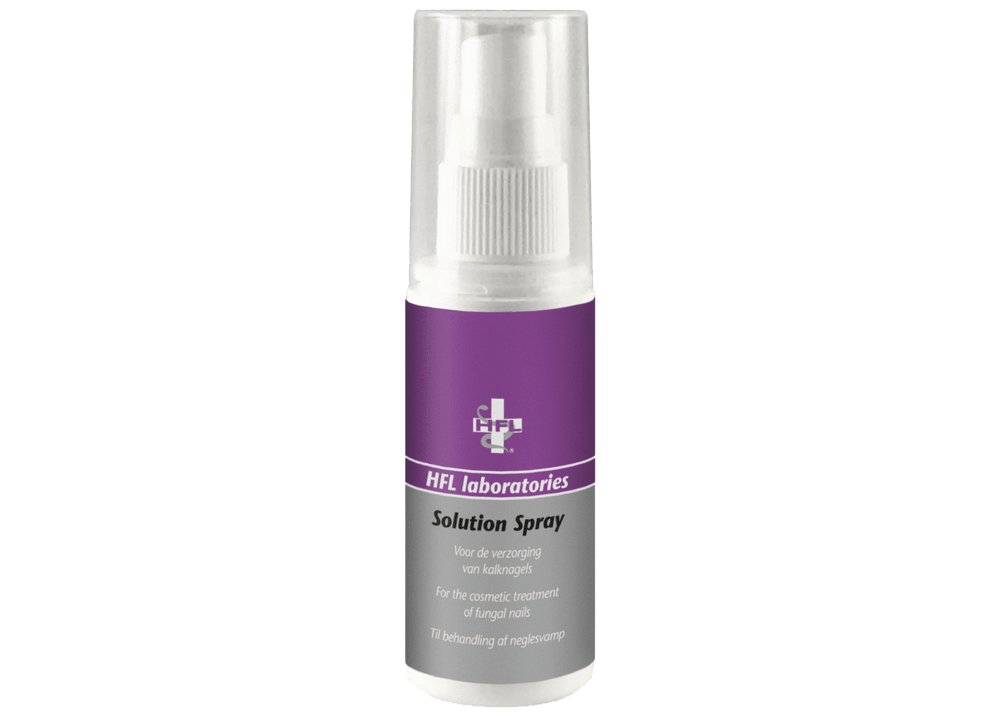 HFL
®
HFL laboratories
Solution Spray
Voor de verzorging
van kalknagels
For the cosmetic treatment
of fungal nails
Til behandling af neglesvamp